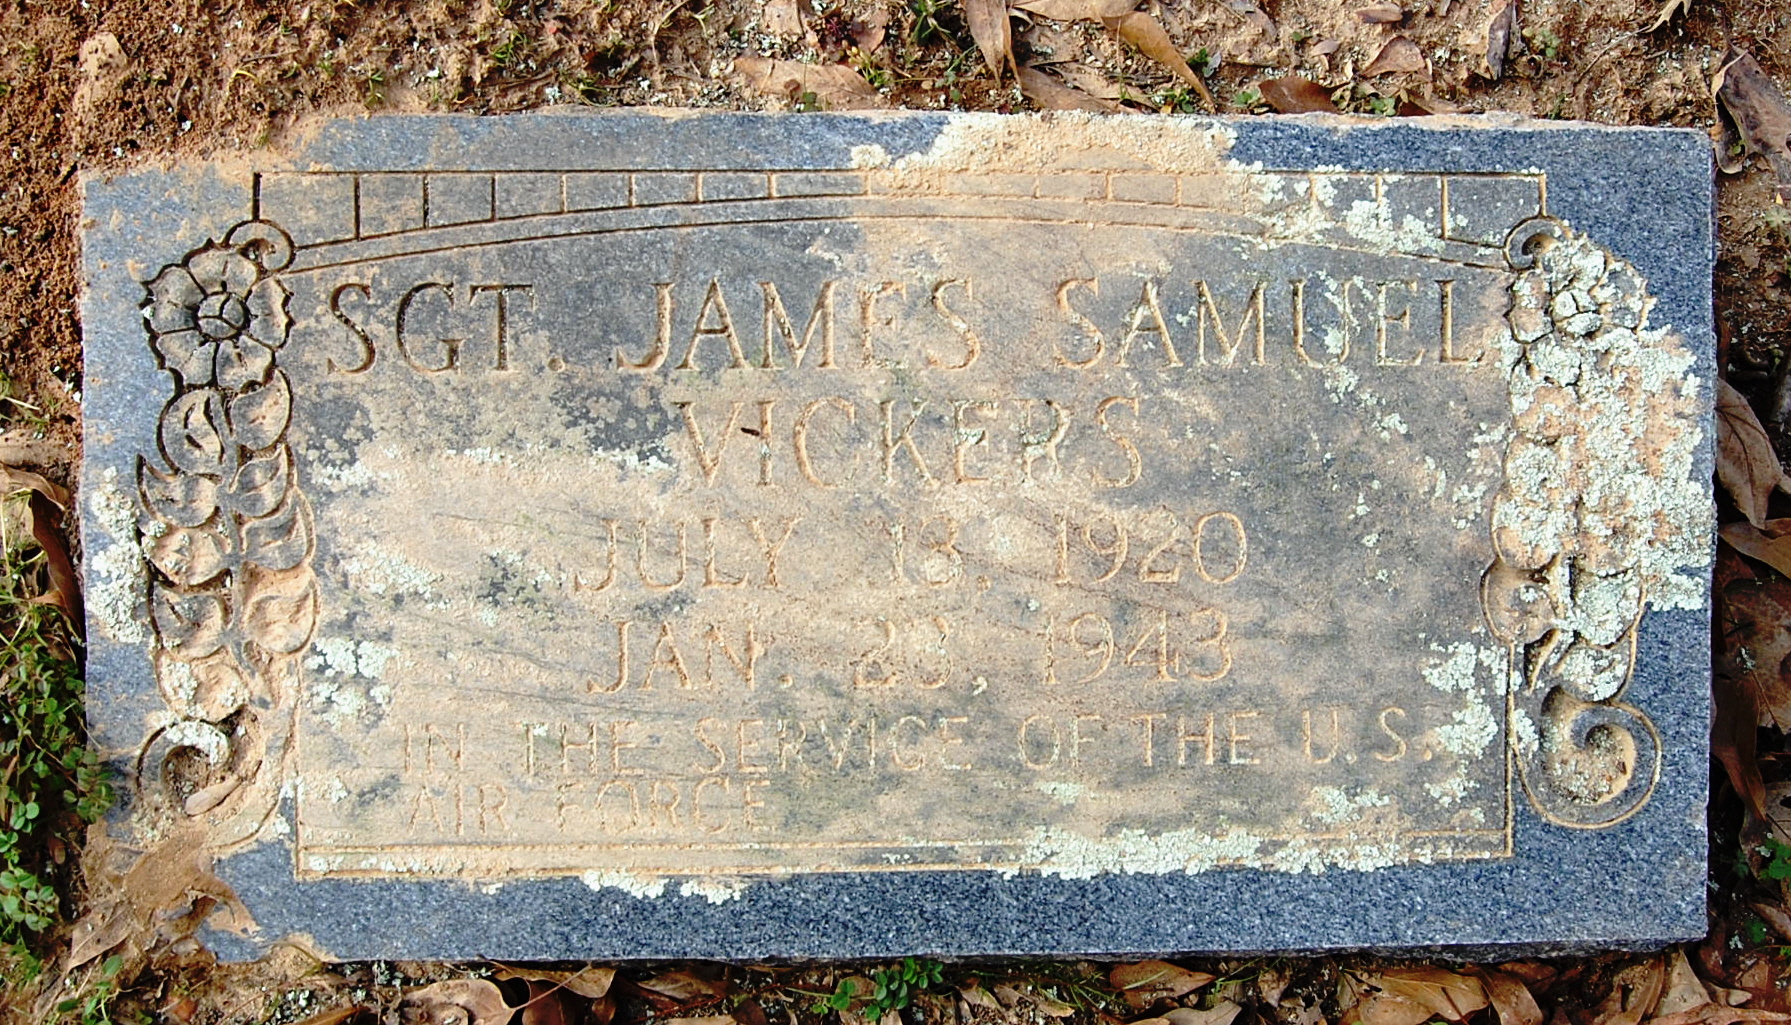 SGT. JAMES SAMUEL
VICKERS
JULY 13, 1920
JAN. 23, 1943
IN THE SERVICE OF THE U.S.
AIR FORCE